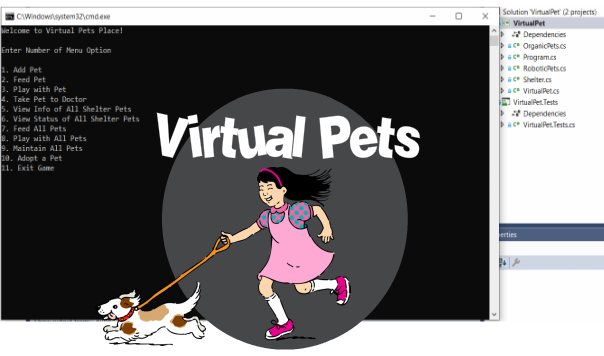 C:\Windows\system32\cmd.exe
Welcome to Virtual Pets Place!
Enter Number of Menu Option
1. Add Pet
2. Feed Pet
3. Play with Pet
4. Take Pet to Doctor
5. View Info of All Shelter Pets
6. View Status of All Shelter Pets
7. Feed All Pets
8. Play with All Pets
9. Maintain All Pets
10. Adopt a Pet
11. Exit Game
Virtual Pets
Solution 'VirtualPet' (2 projects)
VirtualPet
Dependencies
C# OrganicPets.cs
C# Program.cs
C# RoboticPets.cs
C# Shelter.cs
C# VirtualPet.cs
VirtualPet.Tests
Dependencies
C# VirtualPet.Tests.cs
erties